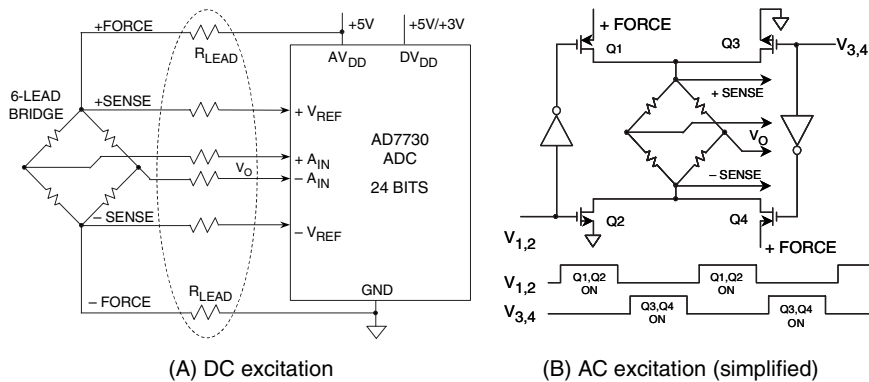 +FORCE
R_LEAD
+5V
+5V/+3V
AV_DD
DV_DD
6-LEAD
BRIDGE
+SENSE
+ V_REF
AD7730
ADC
24 BITS
V_O
+ A_IN
− A_IN
− SENSE
− V_REF
R_LEAD
GND
− FORCE
(A) DC excitation
+ FORCE
Q1
Q3
V_3,4
+ SENSE
V_O
− SENSE
Q2
Q4
V_1,2
+ FORCE
V_1,2
Q1,Q2
ON
Q1,Q2
ON
V_3,4
Q3,Q4
ON
Q3,Q4
ON
(B) AC excitation (simplified)